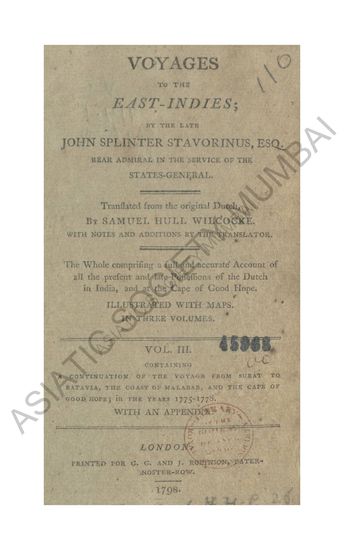 VOYAGES
TO THE
EAST-INDIES;
BY THE LATE
JOHN SPLINTER STAVORINUS, ESQ.
REAR ADMIRAL IN THE SERVICE OF THE
STATES-GENERAL.
Translated from the original Dutch,
BY SAMUEL HULL WILCOCKE.
WITH NOTES AND ADDITIONS BY THE TRANSLATOR.
The Whole comprising a full and accurate Account of
all the present and late Possessions of the Dutch
in India, and at the Cape of Good Hope.
ILLUSTRATED WITH MAPS.
IN THREE VOLUMES.
VOL. III.
CONTAINING
A CONTINUATION OF THE VOYAGE FROM SURAT TO
BATAVIA, THE COAST OF MALABAR, AND THE CAPE OF
GOOD HOPE; IN THE YEARS 1775-1778.
WITH AN APPENDIX.
LONDON:
PRINTED FOR G. G. AND J. ROBINSON, PATER-
NOSTER-ROW.
1798.
110
ASIATIC SOCIETY MUMBAI